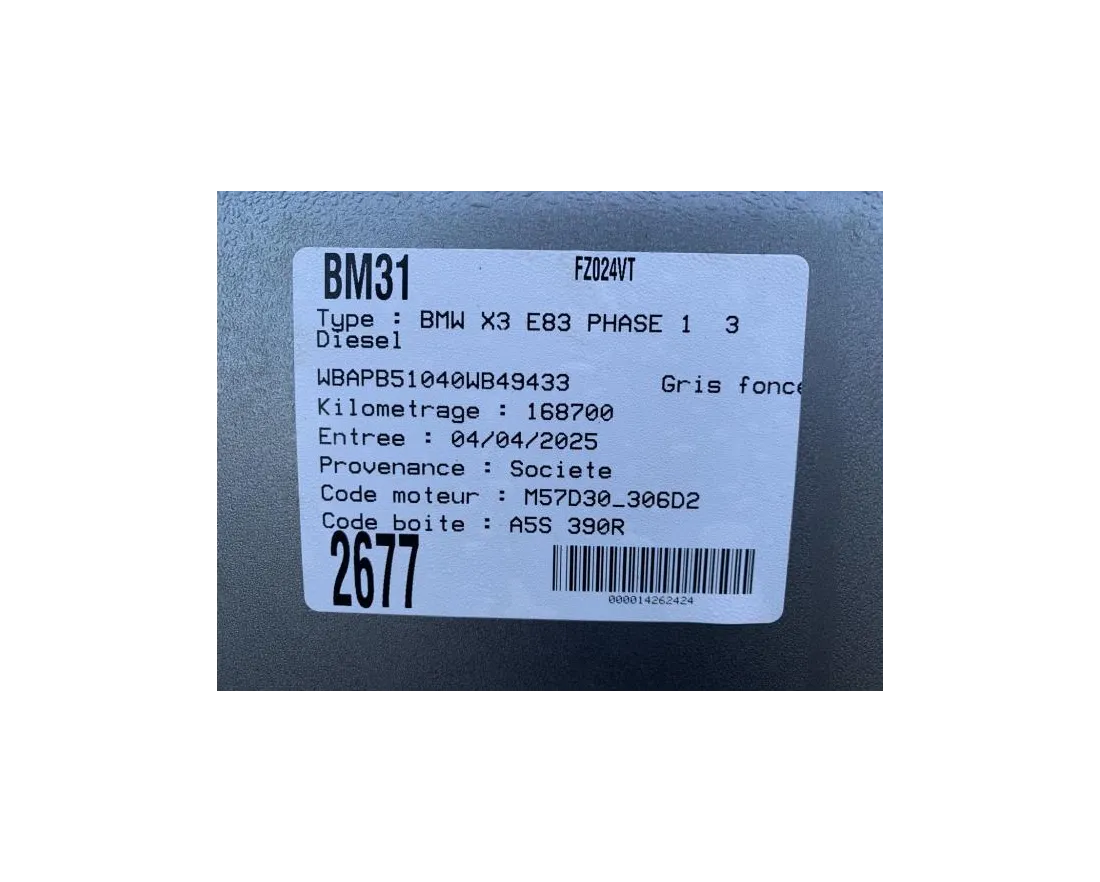 BM31 FZ024VT
Type : BMW X3 E83 PHASE 1 3
Diesel
WBAPB51040WB49433 Gris fonce
Kilometrage : 168700
Entree : 04/04/2025
Provenance : Societe
Code moteur : M57D30_306D2
Code boite : A5S 390R
2677
000014262424